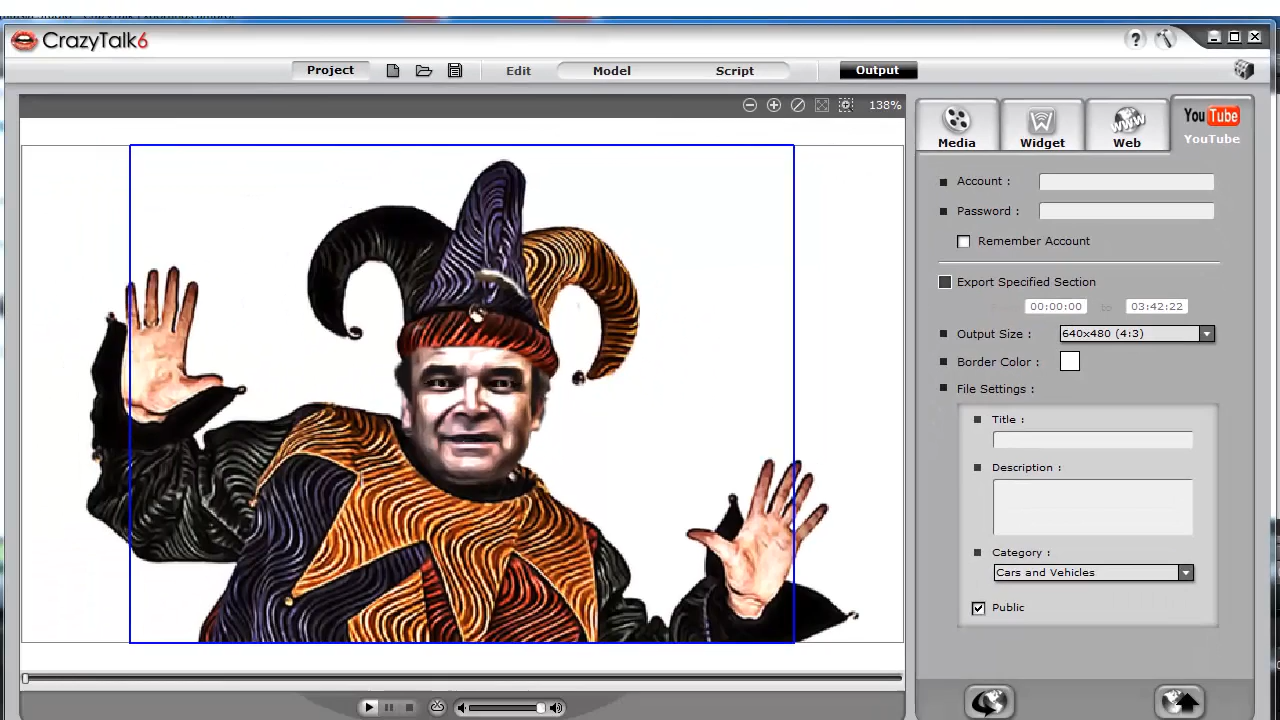 CrazyTalk6
?
Project Edit Model Script Output
138%
Media Widget Web YouTube
WWW
YouTube
Account :
Password :
Remember Account
Export Specified Section
00:00:00 to 03:42:22
Output Size : 640x480 (4:3)
Border Color :
File Settings :
Title :
Description :
Category :
Cars and Vehicles
Public